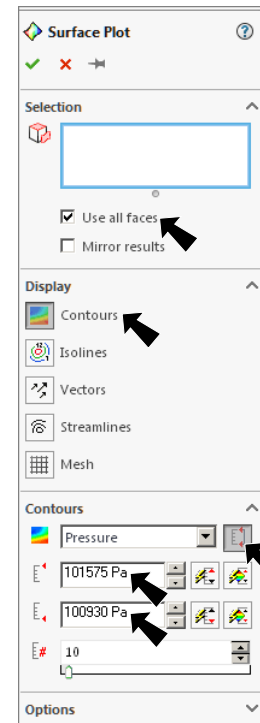 Surface Plot
Selection
Use all faces
Mirror results
Display
Contours
Isolines
Vectors
Streamlines
Mesh
Contours
Pressure
101575 Pa
100930 Pa
10
Options